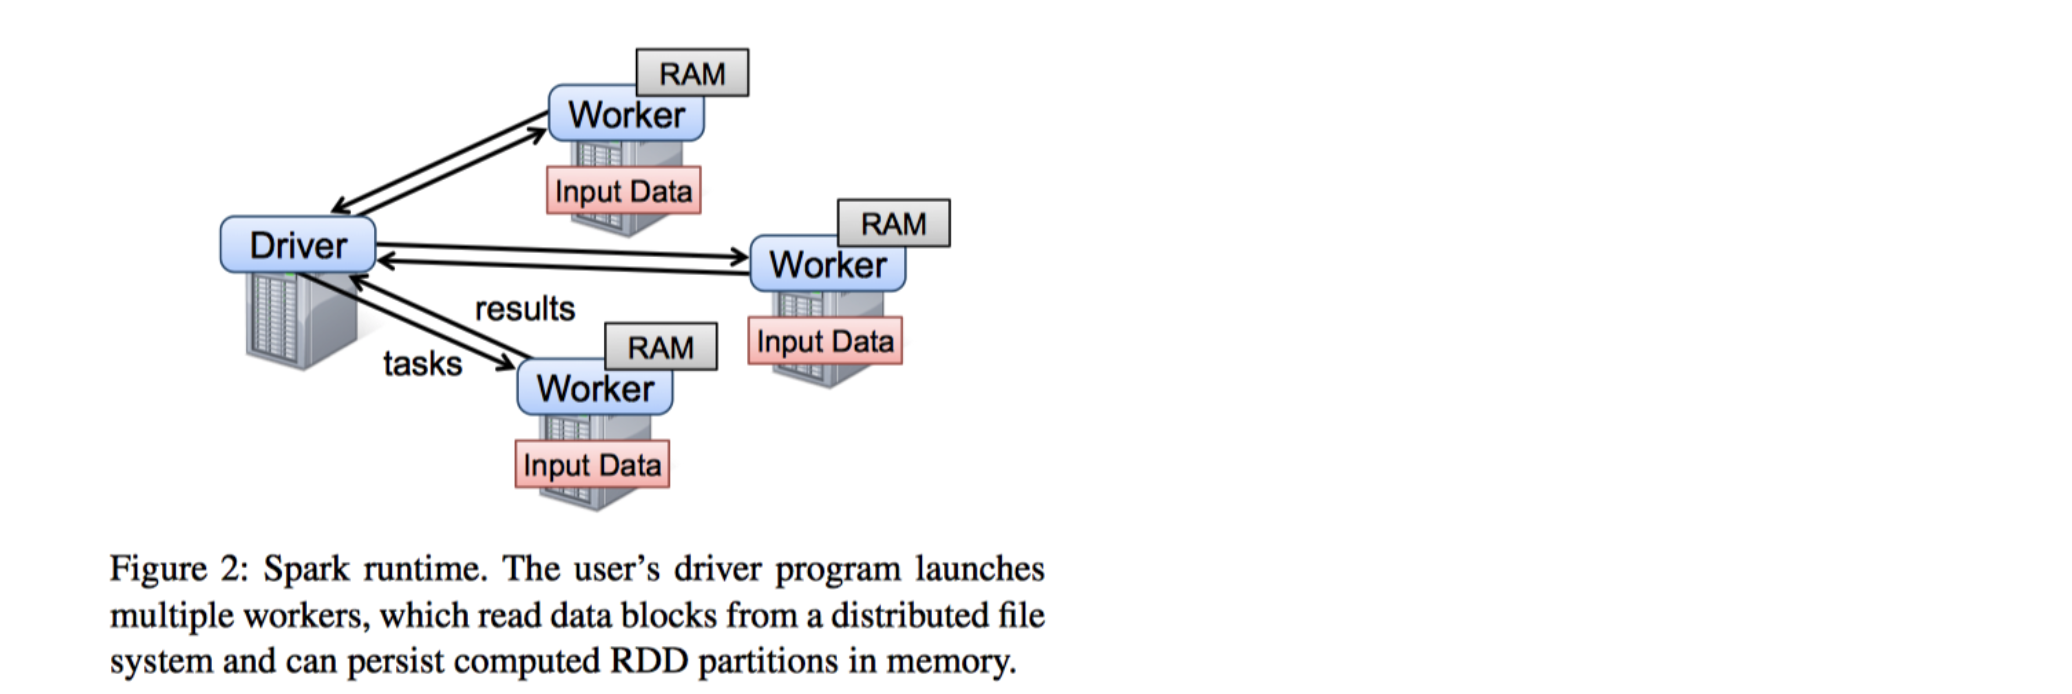 RAM
Worker
Input Data
RAM
Driver
Worker
results
Input Data
RAM
tasks
Worker
Input Data
Figure 2: Spark runtime. The user’s driver program launches
multiple workers, which read data blocks from a distributed file
system and can persist computed RDD partitions in memory.